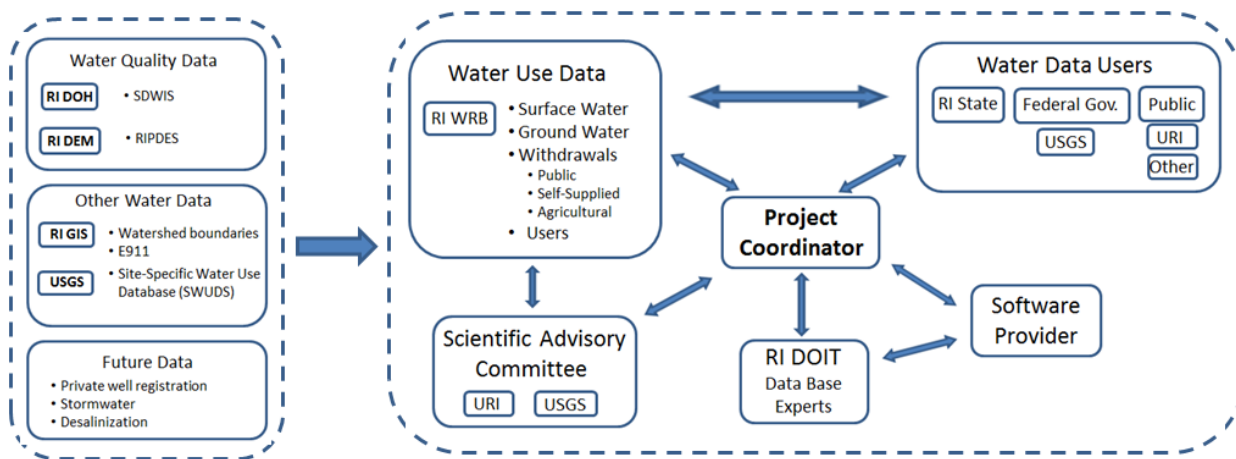 Water Quality Data
RI DOH
• SDWIS
RI DEM
• RIPDES
Other Water Data
RI GIS
• Watershed boundaries
• E911
USGS
• Site-Specific Water Use
Database (SWUDS)
Future Data
• Private well registration
• Stormwater
• Desalinization
Water Use Data
RI WRB
• Surface Water
• Ground Water
• Withdrawals
• Public
• Self-Supplied
• Agricultural
• Users
Water Data Users
RI State
Federal Gov.
USGS
Public
URI
Other
Project
Coordinator
Scientific Advisory
Committee
URI
USGS
RI DOIT
Data Base
Experts
Software
Provider